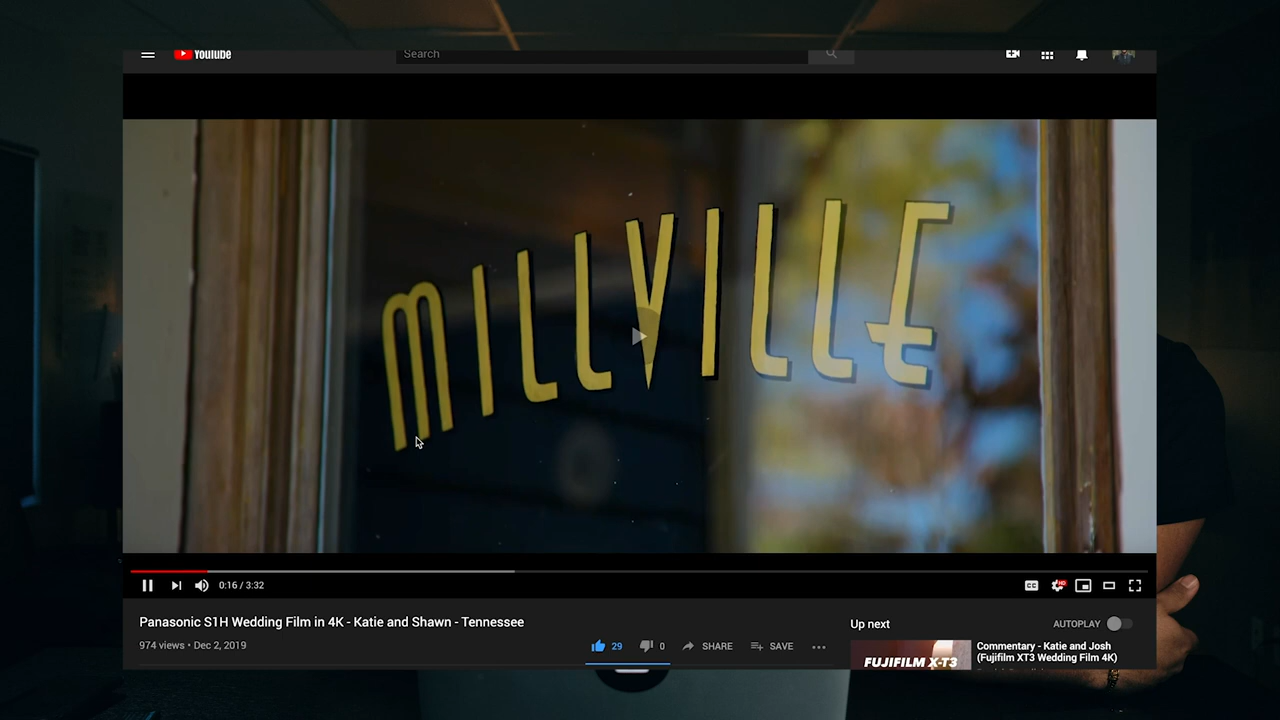 YouTube
Search
MILLVILLE
0:16 / 3:32
CC
HD
Panasonic S1H Wedding Film in 4K - Katie and Shawn - Tennessee
974 views • Dec 2, 2019
29
0
SHARE
SAVE
Up next
AUTOPLAY
FUJIFILM X-T3
Commentary - Katie and Josh
(Fujifilm XT3 Wedding Film 4K)